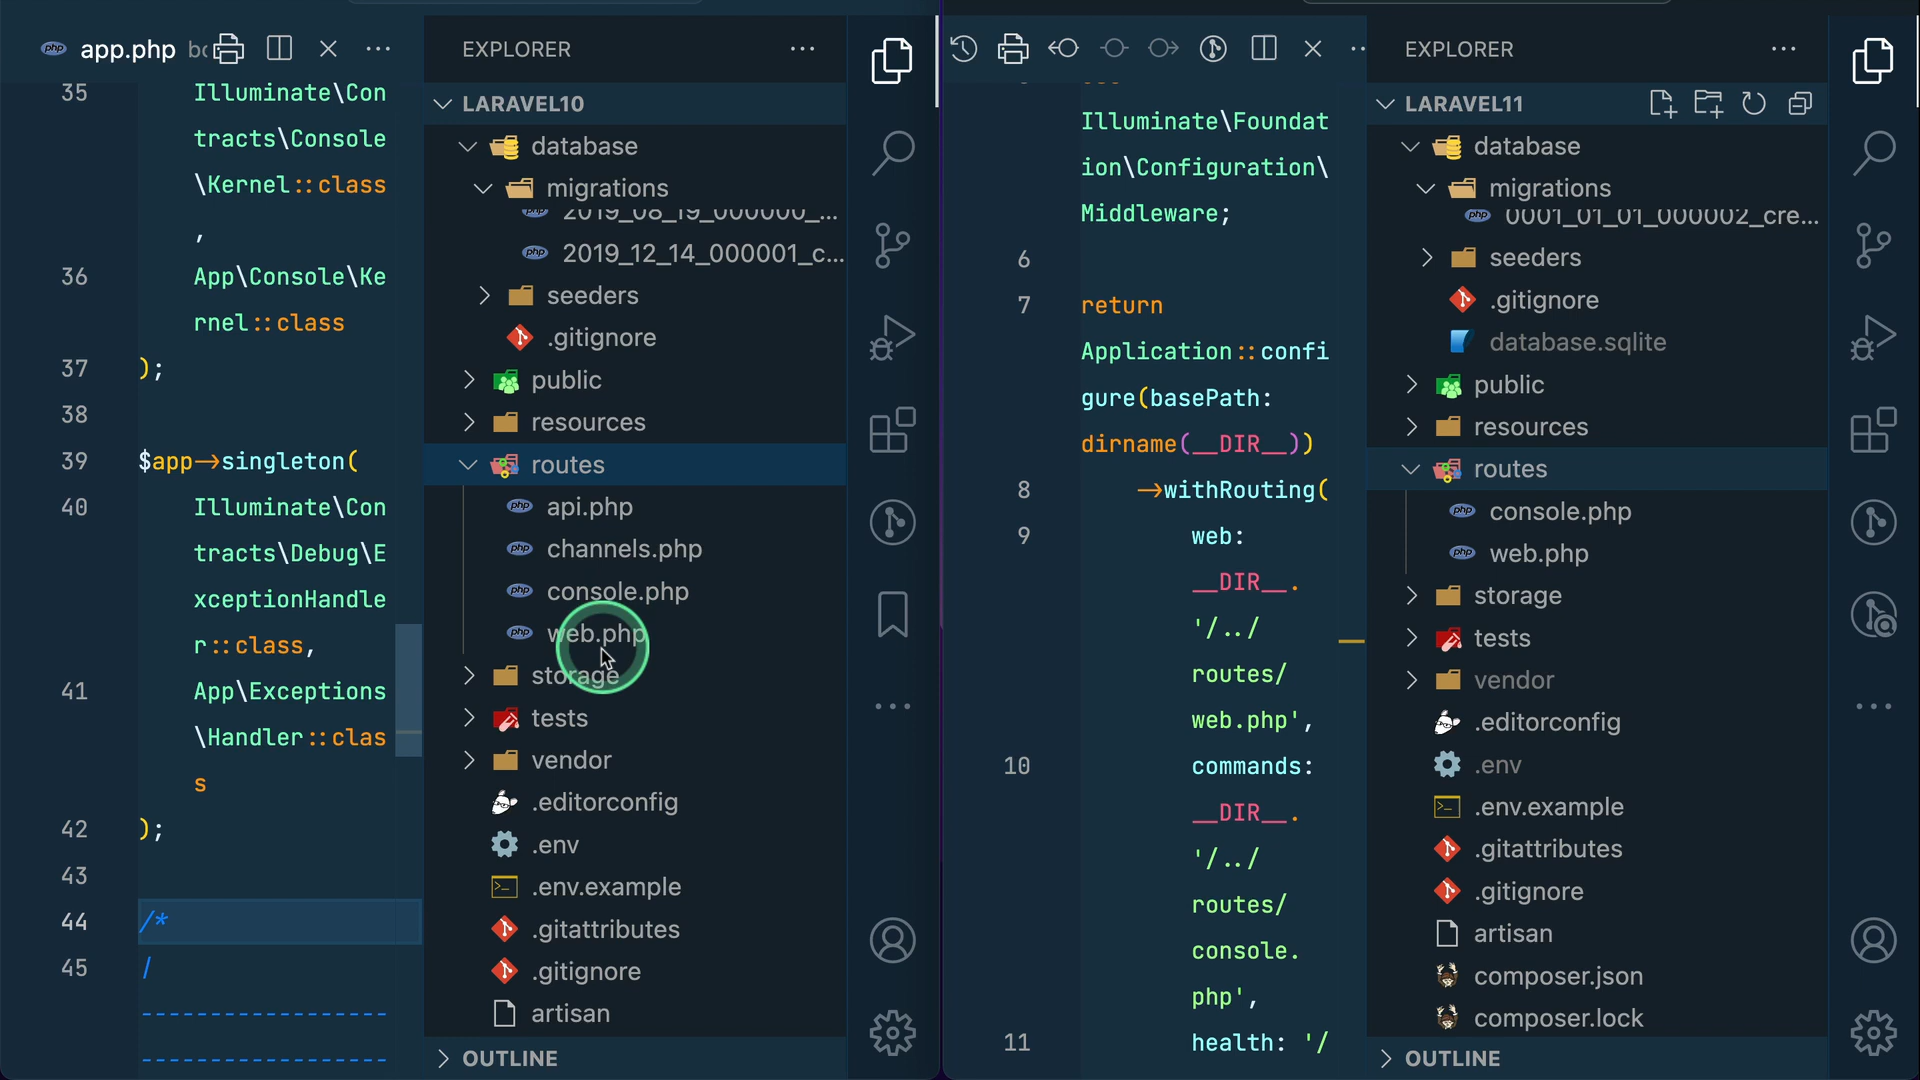 app.php
35
Illuminate\Con
tracts\Console
\Kernel::class
,
36
App\Console\Ke
rnel::class
37
);
38
39
$app->singleton(
40
Illuminate\Con
tracts\Debug\E
xceptionHandle
r::class,
41
App\Exceptions
\Handler::clas
s
42
);
43
44
/*
45
/
----------------
----------------
EXPLORER
LARAVEL10
database
migrations
2019_08_19_000000_...
2019_12_14_000001_c...
seeders
.gitignore
public
resources
routes
api.php
channels.php
console.php
web.php
storage
tests
vendor
.editorconfig
.env
.env.example
.gitattributes
.gitignore
artisan
OUTLINE
Illuminate\Foundat
ion\Configuration\
Middleware;
6
7
return
Application::confi
gure(basePath:
dirname(__DIR__))
8
->withRouting(
9
web:
__DIR__.
'/../
routes/
web.php',
10
commands:
__DIR__.
'/../
routes/
console.
php',
11
health: '/
EXPLORER
LARAVEL11
database
migrations
0001_01_01_000002_cre...
seeders
.gitignore
database.sqlite
public
resources
routes
console.php
web.php
storage
tests
vendor
.editorconfig
.env
.env.example
.gitattributes
.gitignore
artisan
composer.json
composer.lock
OUTLINE